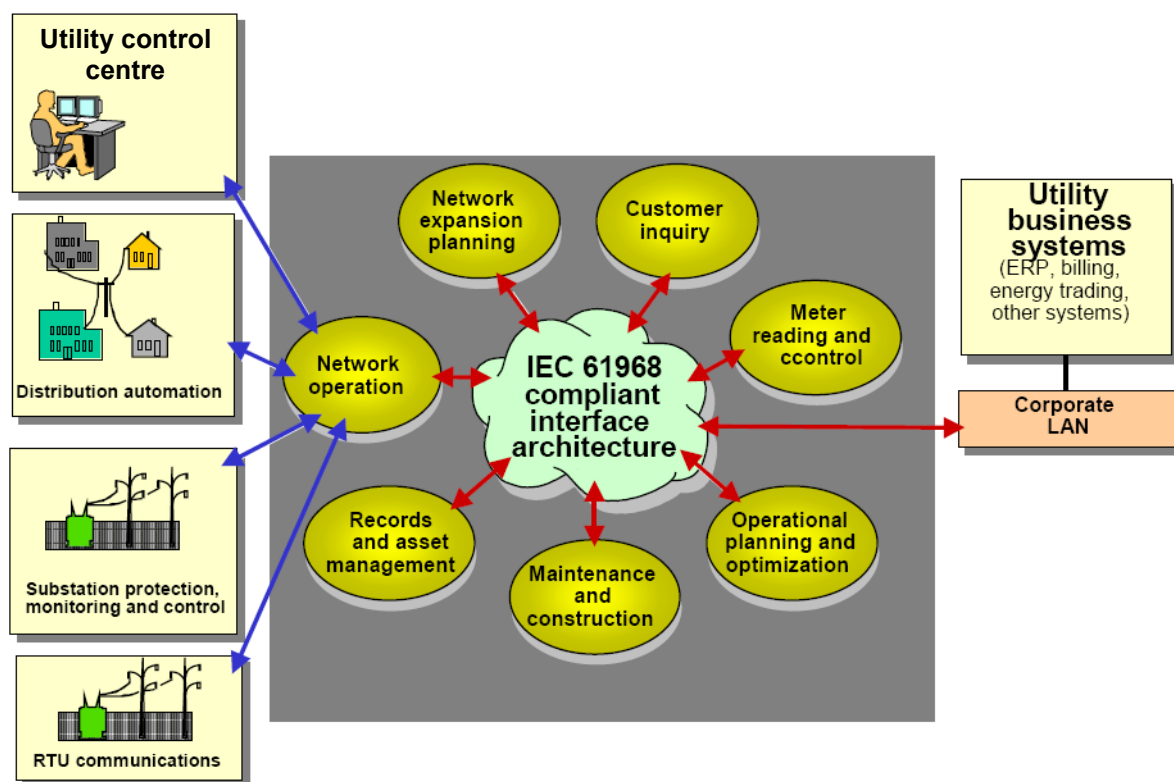 Utility control
centre
Distribution automation
Substation protection,
monitoring and control
RTU communications
Network
expansion
planning
Customer
inquiry
Meter
reading and
ccontrol
Network
operation
IEC 61968
compliant
interface
architecture
Records
and asset
management
Maintenance
and
construction
Operational
planning and
optimization
Utility
business
systems
(ERP, billing,
energy trading,
other systems)
Corporate
LAN